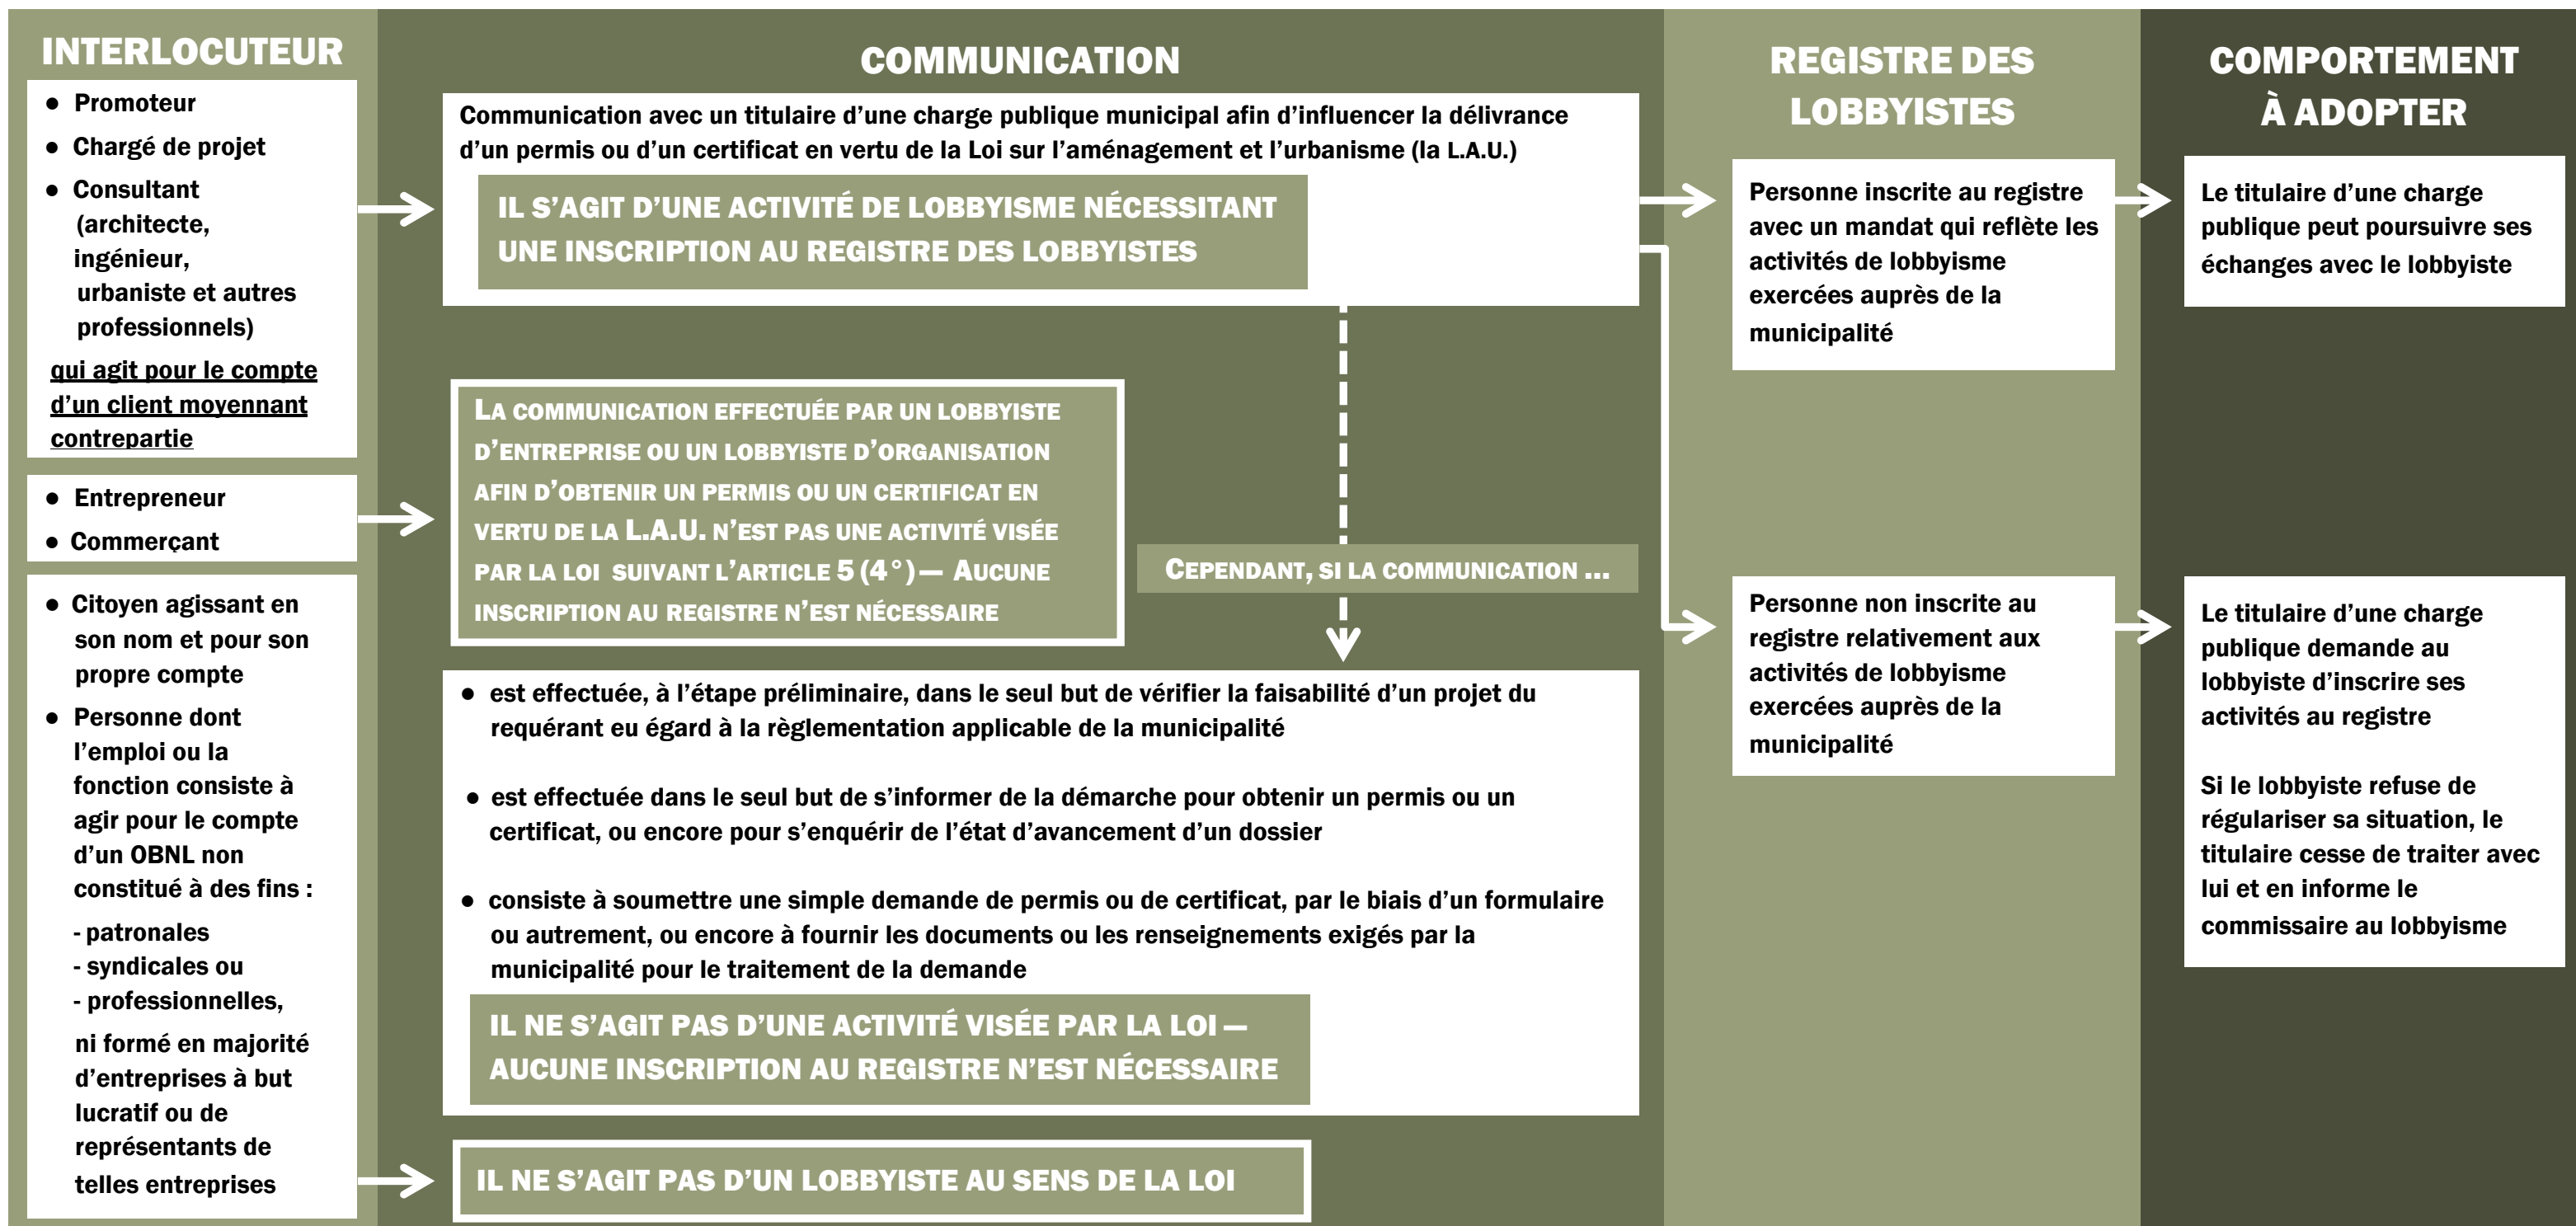 INTERLOCUTEUR
● Promoteur
● Chargé de projet
● Consultant
(architecte,
ingénieur,
urbaniste et autres
professionnels)
qui agit pour le compte
d’un client moyennant
contrepartie
● Entrepreneur
● Commerçant
● Citoyen agissant en
son nom et pour son
propre compte
● Personne dont
l’emploi ou la
fonction consiste à
agir pour le compte
d’un OBNL non
constitué à des fins :
- patronales
- syndicales ou
- professionnelles,
ni formé en majorité
d’entreprises à but
lucratif ou de
représentants de
telles entreprises
COMMUNICATION
Communication avec un titulaire d’une charge publique municipal afin d’influencer la délivrance
d’un permis ou d’un certificat en vertu de la Loi sur l’aménagement et l’urbanisme (la L.A.U.)
IL S’AGIT D’UNE ACTIVITÉ DE LOBBYISME NÉCESSITANT
UNE INSCRIPTION AU REGISTRE DES LOBBYISTES
LA COMMUNICATION EFFECTUÉE PAR UN LOBBYISTE
D’ENTREPRISE OU UN LOBBYISTE D’ORGANISATION
AFIN D’OBTENIR UN PERMIS OU UN CERTIFICAT EN
VERTU DE LA L.A.U. N’EST PAS UNE ACTIVITÉ VISÉE
PAR LA LOI SUIVANT L’ARTICLE 5 (4°) — AUCUNE
INSCRIPTION AU REGISTRE N’EST NÉCESSAIRE
CEPENDANT, SI LA COMMUNICATION ...
● est effectuée, à l’étape préliminaire, dans le seul but de vérifier la faisabilité d’un projet du
requérant eu égard à la règlementation applicable de la municipalité
● est effectuée dans le seul but de s’informer de la démarche pour obtenir un permis ou un
certificat, ou encore pour s’enquérir de l’état d’avancement d’un dossier
● consiste à soumettre une simple demande de permis ou de certificat, par le biais d’un formulaire
ou autrement, ou encore à fournir les documents ou les renseignements exigés par la
municipalité pour le traitement de la demande
IL NE S’AGIT PAS D’UNE ACTIVITÉ VISÉE PAR LA LOI —
AUCUNE INSCRIPTION AU REGISTRE N’EST NÉCESSAIRE
IL NE S’AGIT PAS D’UN LOBBYISTE AU SENS DE LA LOI
REGISTRE DES
LOBBYISTES
Personne inscrite au registre
avec un mandat qui reflète les
activités de lobbyisme
exercées auprès de la
municipalité
Personne non inscrite au
registre relativement aux
activités de lobbyisme
exercées auprès de la
municipalité
COMPORTEMENT
À ADOPTER
Le titulaire d’une charge
publique peut poursuivre ses
échanges avec le lobbyiste
Le titulaire d’une charge
publique demande au
lobbyiste d’inscrire ses
activités au registre
Si le lobbyiste refuse de
régulariser sa situation, le
titulaire cesse de traiter avec
lui et en informe le
commissaire au lobbyisme